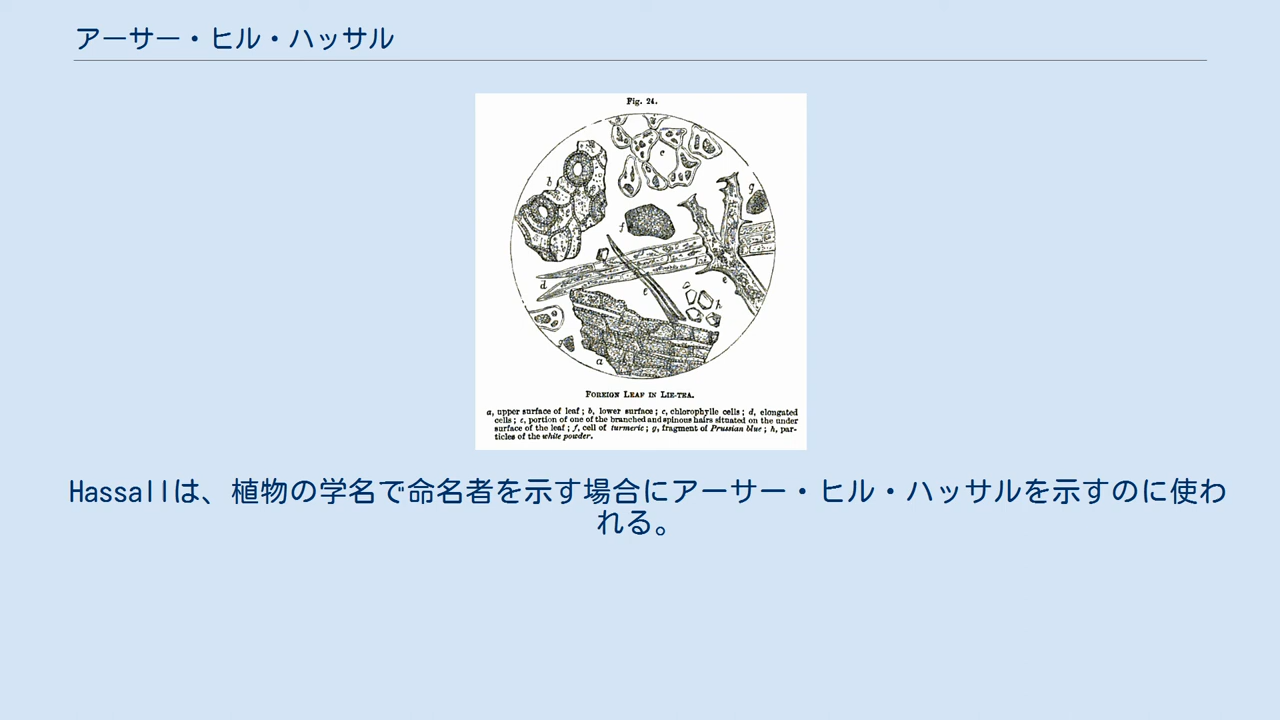 アーサー・ヒル・ハッサル
Fig. 24.
b
c
g
f
d
e
t
s
h
g
a
FOREIGN LEAF IN LIE-TEA.
a, upper surface of leaf; b, lower surface; c, chlorophylle cells; d, elongated
cells; e, portion of one of the branched and spinous hairs situated on the under
surface of the leaf; f, cell of turmeric; g, fragment of Prussian blue; h, par-
ticles of the white powder.
Hassallは、植物の学名で命名者を示す場合にアーサー・ヒル・ハッサルを示すのに使わ
れる。